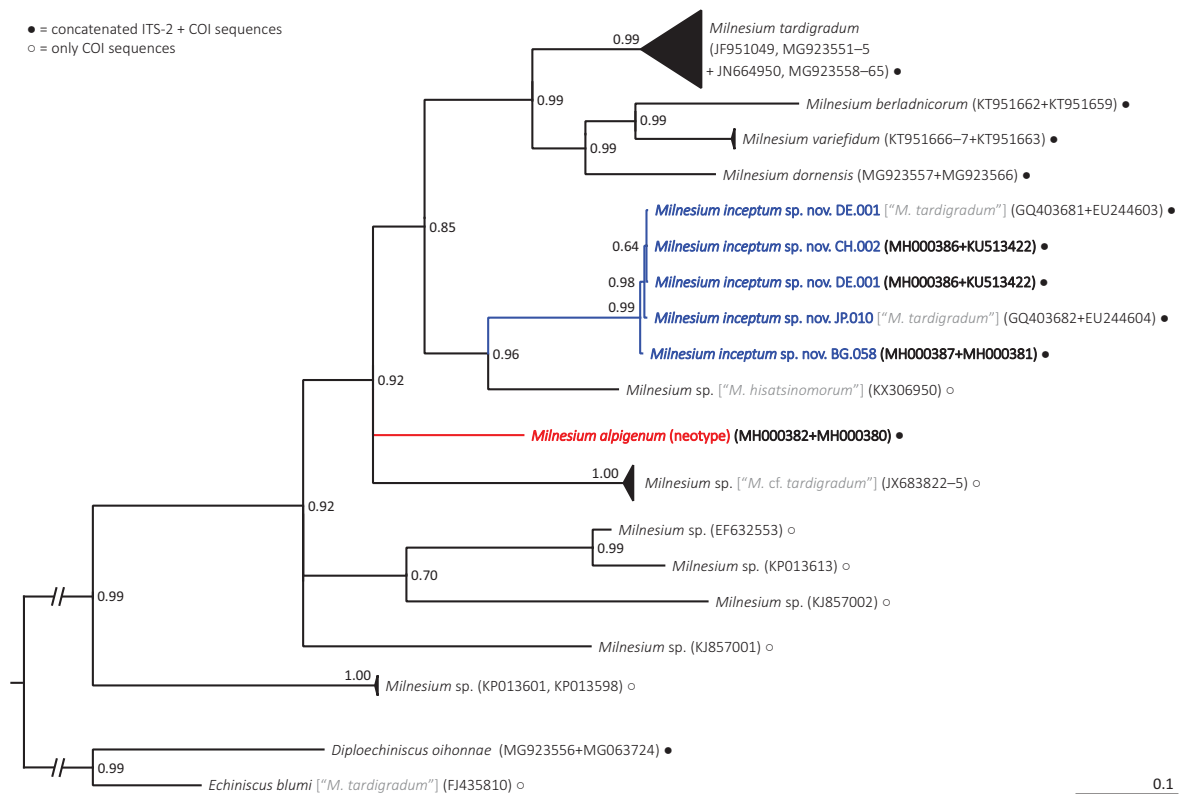 ● = concatenated ITS-2 + COI sequences
○ = only COI sequences
0.99
Milnesium tardigradum
(JF951049, MG923551–5
+ JN664950, MG923558–65) ●
0.99
Milnesium berladnicorum (KT951662+KT951659) ●
0.99
Milnesium variefidum (KT951666–7+KT951663) ●
0.99
Milnesium dornensis (MG923557+MG923566) ●
Milnesium inceptum sp. nov. DE.001 ["M. tardigradum"] (GQ403681+EU244603) ●
0.85
0.64
Milnesium inceptum sp. nov. CH.002 (MH000386+KU513422) ●
0.98
Milnesium inceptum sp. nov. DE.001 (MH000386+KU513422) ●
0.99
Milnesium inceptum sp. nov. JP.010 ["M. tardigradum"] (GQ403682+EU244604) ●
0.96
Milnesium inceptum sp. nov. BG.058 (MH000387+MH000381) ●
0.92
Milnesium sp. ["M. hisatsinomorum"] (KX306950) ○
Milnesium alpigenum (neotype) (MH000382+MH000380) ●
1.00
Milnesium sp. ["M. cf. tardigradum"] (JX683822–5) ○
0.92
Milnesium sp. (EF632553) ○
0.99
Milnesium sp. (KP013613) ○
0.70
Milnesium sp. (KJ857002) ○
0.99
Milnesium sp. (KJ857001) ○
1.00
Milnesium sp. (KP013601, KP013598) ○
Diploechiniscus oihonnae (MG923556+MG063724) ●
0.99
Echiniscus blumi ["M. tardigradum"] (FJ435810) ○
0.1